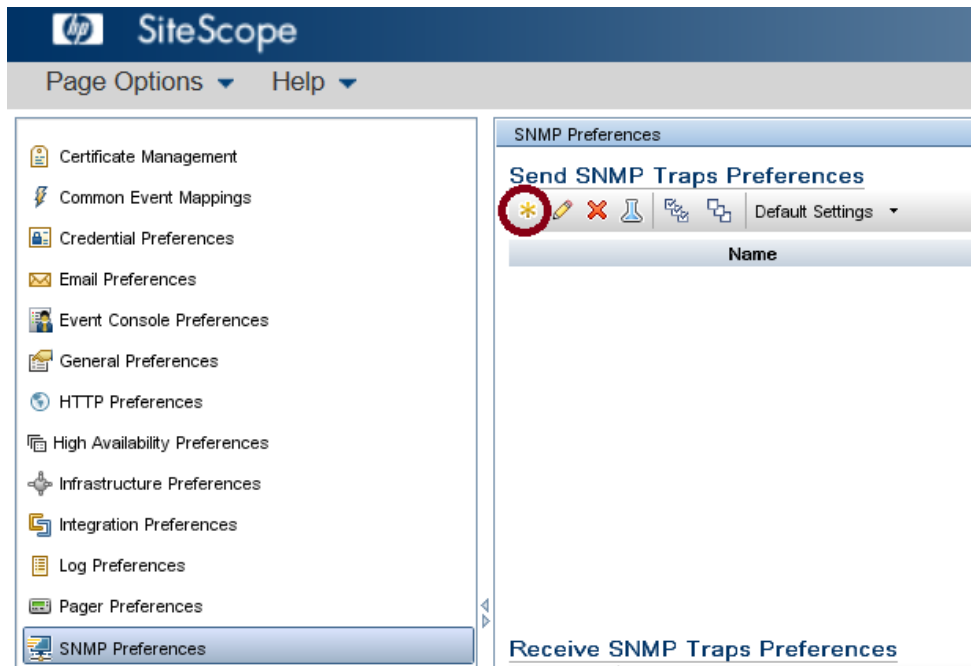 hp SiteScope
Page Options Help
Certificate Management
Common Event Mappings
Credential Preferences
Email Preferences
Event Console Preferences
General Preferences
HTTP Preferences
High Availability Preferences
Infrastructure Preferences
Integration Preferences
Log Preferences
Pager Preferences
SNMP Preferences
SNMP Preferences
Send SNMP Traps Preferences
Default Settings
Name
Receive SNMP Traps Preferences